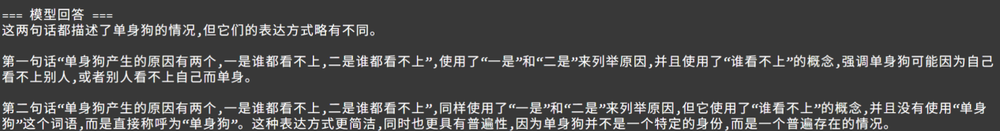 === 模型回答 ===
这两句话都描述了单身狗的情况,但它们的表达方式略有不同。
第一句话“单身狗产生的原因有两个,一是谁都看不上,二是谁都看不上”,使用了“一是”和“二是”来列举原因,并且使用了“谁看不上”的概念,强调单身狗可能因为自己
看不上别人,或者别人看不上自己而单身。
第二句话“单身狗产生的原因有两个,一是谁都看不上,二是谁都看不上”,同样使用了“一是”和“二是”来列举原因,但它使用了“谁看不上”的概念,并且没有使用“单身
狗”这个词语,而是直接称呼为“单身狗”。这种表达方式更简洁,同时也更具有普遍性,因为单身狗并不是一个特定的身份,而是一个普遍存在的情况。